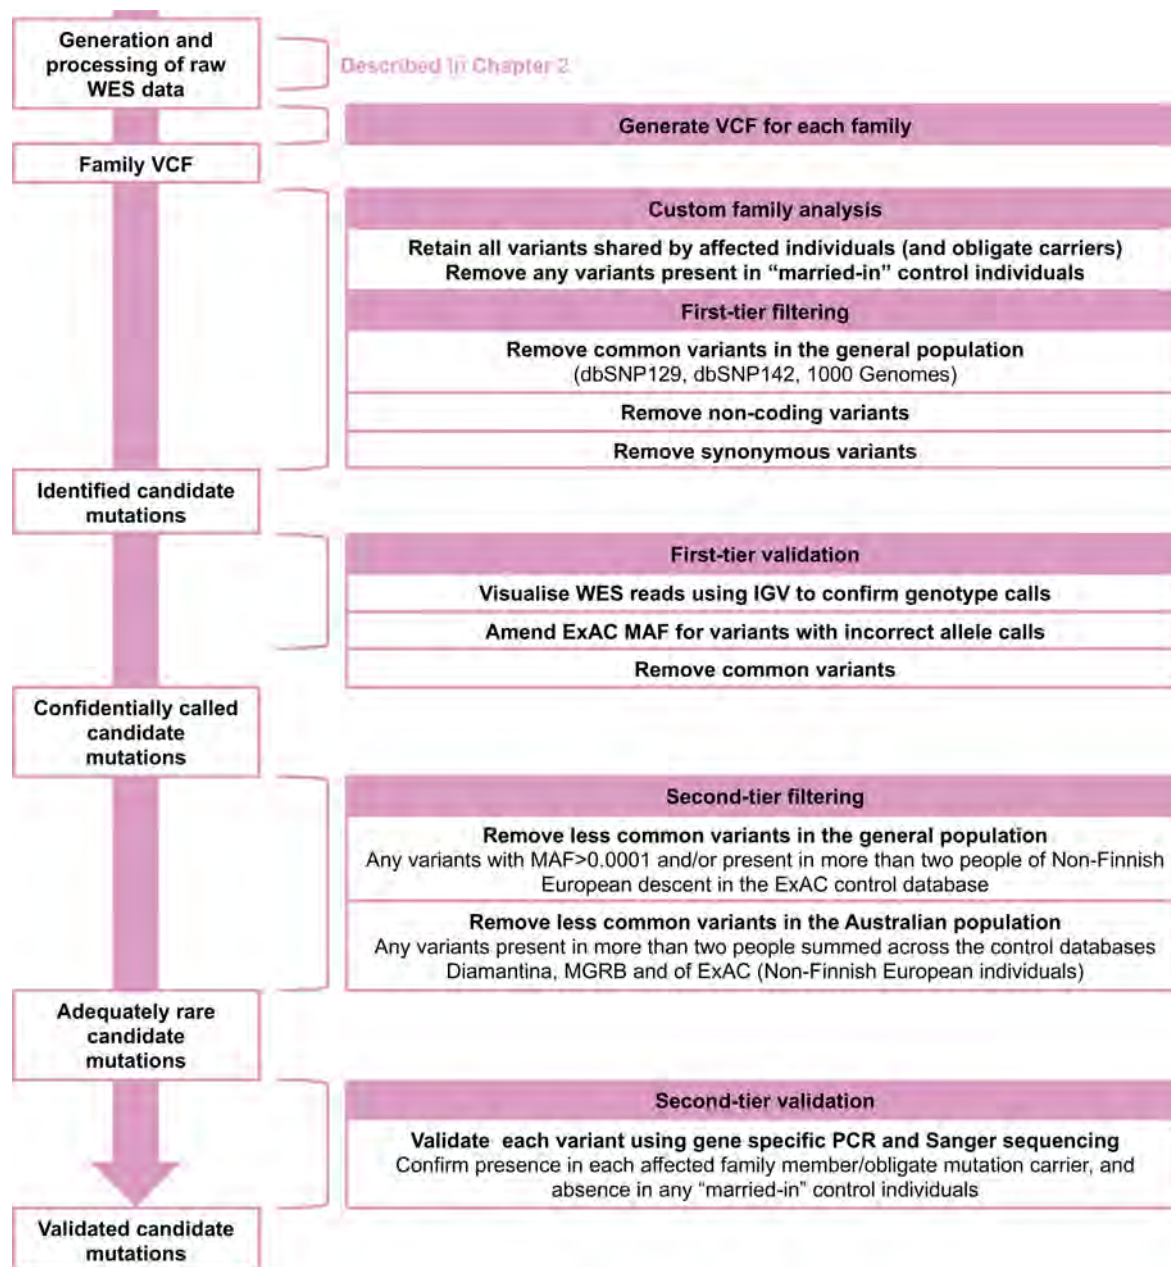 Generation and
processing of raw
WES data
Described in Chapter 2
Generate VCF for each family
Family VCF
Custom family analysis
Retain all variants shared by affected individuals (and obligate carriers)
Remove any variants present in “married-in” control individuals
First-tier filtering
Remove common variants in the general population
(dbSNP129, dbSNP142, 1000 Genomes)
Remove non-coding variants
Remove synonymous variants
Identified candidate
mutations
First-tier validation
Visualise WES reads using IGV to confirm genotype calls
Amend ExAC MAF for variants with incorrect allele calls
Remove common variants
Confidentially called
candidate
mutations
Second-tier filtering
Remove less common variants in the general population
Any variants with MAF>0.0001 and/or present in more than two people of Non-Finnish
European descent in the ExAC control database
Remove less common variants in the Australian population
Any variants present in more than two people summed across the control databases
Diamantina, MGRB and of ExAC (Non-Finnish European individuals)
Adequately rare
candidate
mutations
Second-tier validation
Validate each variant using gene specific PCR and Sanger sequencing
Confirm presence in each affected family member/obligate mutation carrier, and
absence in any “married-in” control individuals
Validated candidate
mutations